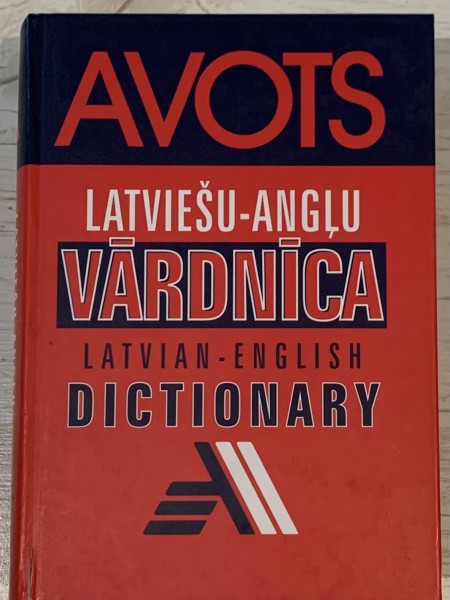 AVOTS
LATVIEŠU-ANGĻU
VĀRDNĪCA
LATVIAN-ENGLISH
DICTIONARY